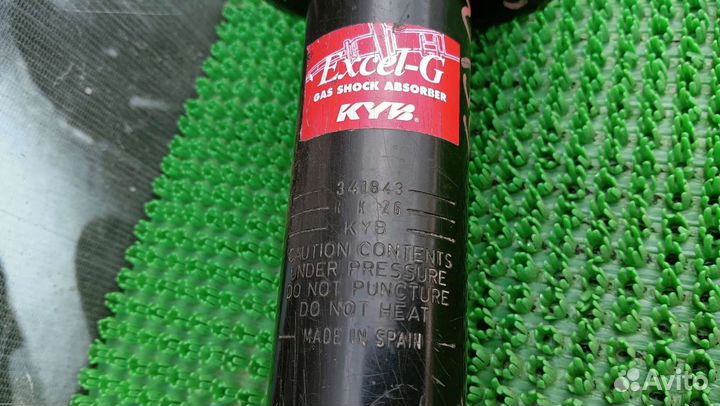 Excel-G
GAS SHOCK ABSORBER
KYB
341843
K 26
KYB
CAUTION CONTENTS
UNDER PRESSURE
DO NOT PUNCTURE
DO NOT HEAT
MADE IN SPAIN
Avito